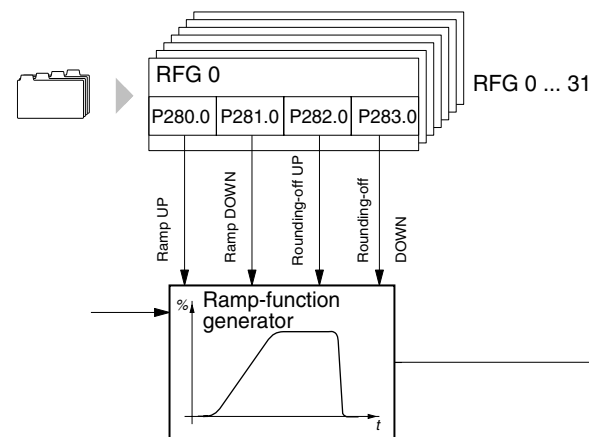 RFG 0
RFG 0 ... 31
P280.0 P281.0 P282.0 P283.0
Ramp UP
Ramp DOWN
Rounding-off UP
Rounding-off
DOWN
% Ramp-function
generator
t